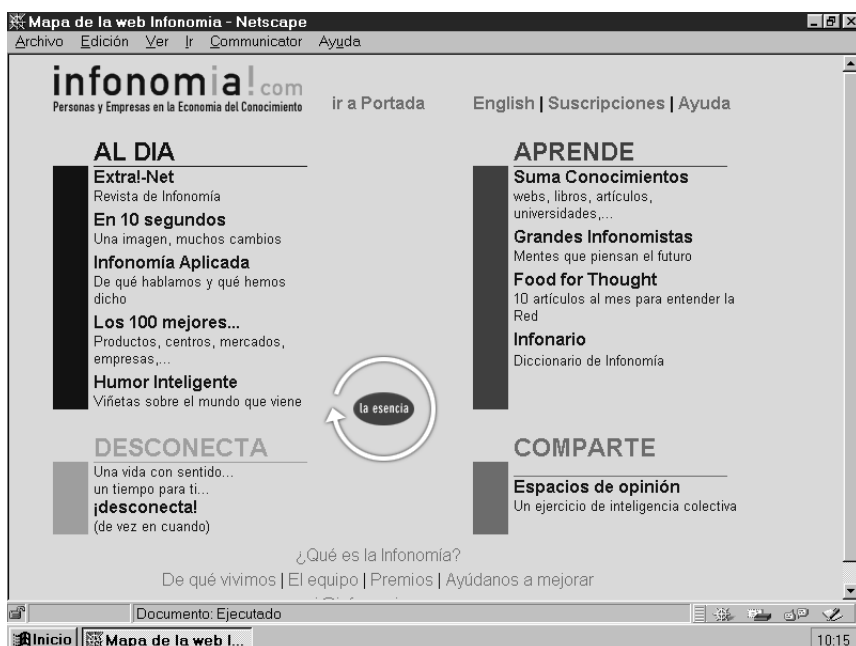 Mapa de la web Infonomia - Netscape
Archivo Edición Ver Ir Communicator Ayuda
infonomia!.com
Personas y Empresas en la Economía del Conocimiento
ir a Portada
English | Suscripciones | Ayuda
AL DIA
Extra!-Net
Revista de Infonomía
En 10 segundos
Una imagen, muchos cambios
Infonomía Aplicada
De qué hablamos y qué hemos
dicho
Los 100 mejores...
Productos, centros, mercados,
empresas,...
Humor Inteligente
Viñetas sobre el mundo que viene
APRENDE
Suma Conocimientos
webs, libros, artículos,
universidades,...
Grandes Infonomistas
Mentes que piensan el futuro
Food for Thought
10 artículos al mes para entender la
Red
Infonario
Diccionario de Infonomía
la esencia
DESCONECTA
Una vida con sentido...
un tiempo para ti...
¡desconecta!
(de vez en cuando)
COMPARTE
Espacios de opinión
Un ejercicio de inteligencia colectiva
¿Qué es la Infonomía?
De qué vivimos | El equipo | Premios | Ayúdanos a mejorar
Documento: Ejecutado
Inicio Mapa de la web I... 10:15